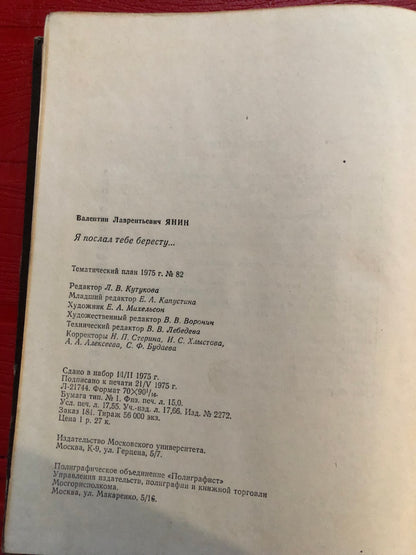 Валентин Лаврентьевич ЯНИН
Я послал тебе бересту...
Тематический план 1975 г. № 82
Редактор Л. В. Кутукова
Младший редактор Е. А. Капустина
Художник Е. А. Михельсон
Художественный редактор В. В. Воронин
Технический редактор В. В. Лебедева
Корректоры Н. П. Стерина, И. С. Хлыстова,
А. А. Алексеева, С. Ф. Будаева
Сдано в набор 18/II 1975 г.
Подписано к печати 21/V 1975 г.
Л-21744. Формат 70×90¹/₁₆
Бумага тип. № 1. Физ. печ. л. 15,0.
Усл. печ. л. 17,55. Уч.-изд. л. 17,66. Изд. № 2272.
Заказ 181. Тираж 56 000 экз.
Цена 1 р. 27 к.
Издательство Московского университета.
Москва, К-9, ул. Герцена, 5/7.
Полиграфическое объединение «Полиграфист»
Управления издательств, полиграфии и книжной торговли
Мосгорисполкома.
Москва, ул. Макаренко, 5/16.